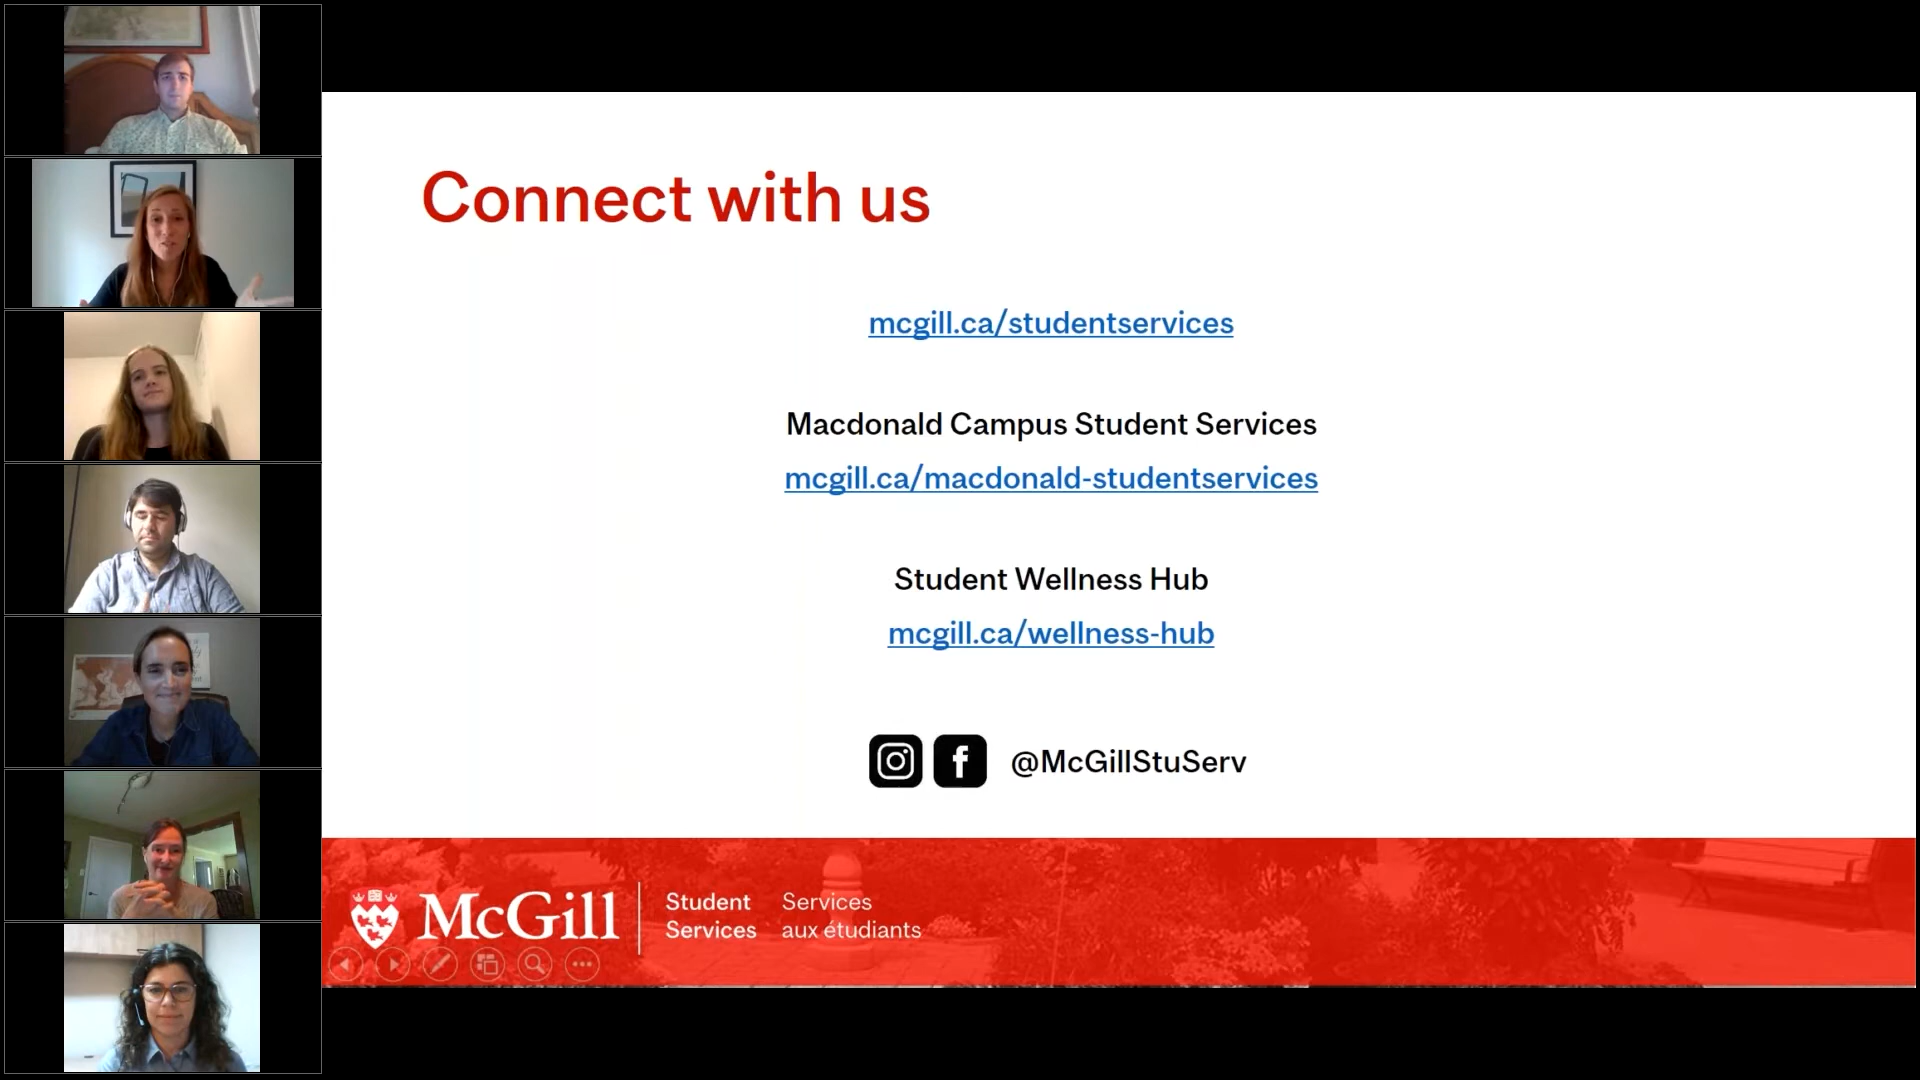 Connect with us
mcgill.ca/studentservices
Macdonald Campus Student Services
mcgill.ca/macdonald-studentservices
Student Wellness Hub
mcgill.ca/wellness-hub
@McGillStuServ
McGill
Student Services
Services aux étudiants